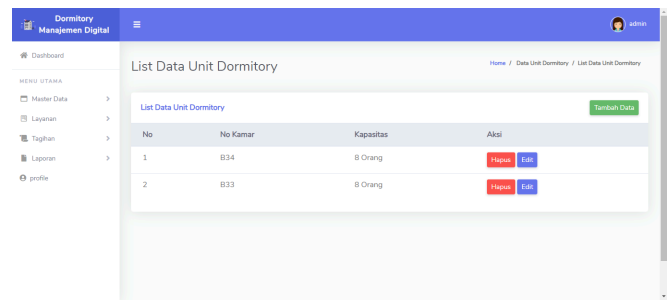 Dormitory
Manajemen Digital
admin
Dashboard
MENU UTAMA
Master Data
Layanan
Tagihan
Laporan
profile
List Data Unit Dormitory
Home / Data Unit Dormitory / List Data Unit Dormitory
List Data Unit Dormitory
Tambah Data
No No Kamar Kapasitas Aksi
1 B34 8 Orang Hapus Edit
2 B33 8 Orang Hapus Edit